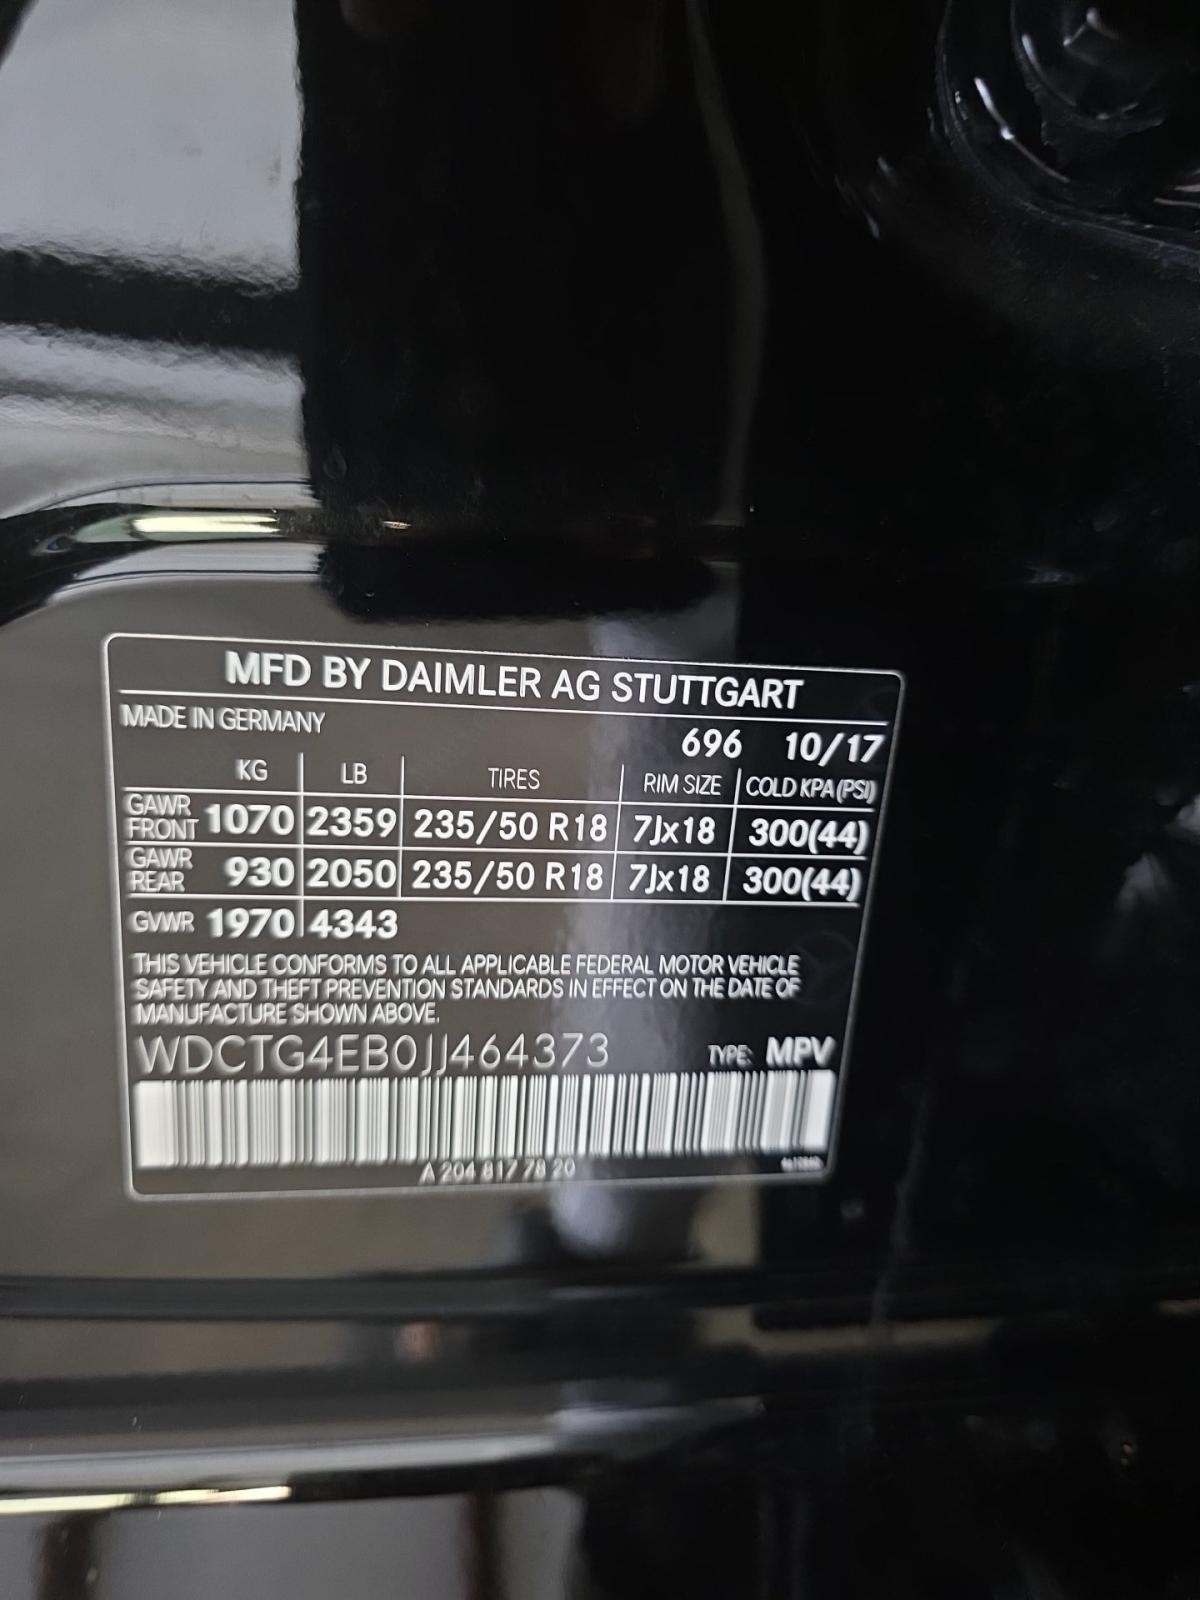 MFD BY DAIMLER AG STUTTGART
MADE IN GERMANY
696 10/17
KG LB TIRES RIM SIZE COLD KPA (PSI)
GAWR FRONT 1070 2359 235/50 R18 7Jx18 300(44)
GAWR REAR 930 2050 235/50 R18 7Jx18 300(44)
GVWR 1970 4343
THIS VEHICLE CONFORMS TO ALL APPLICABLE FEDERAL MOTOR VEHICLE
SAFETY AND THEFT PREVENTION STANDARDS IN EFFECT ON THE DATE OF
MANUFACTURE SHOWN ABOVE.
WDCTG4EB0JJ464373 TYPE: MPV
A 204 817 78 20